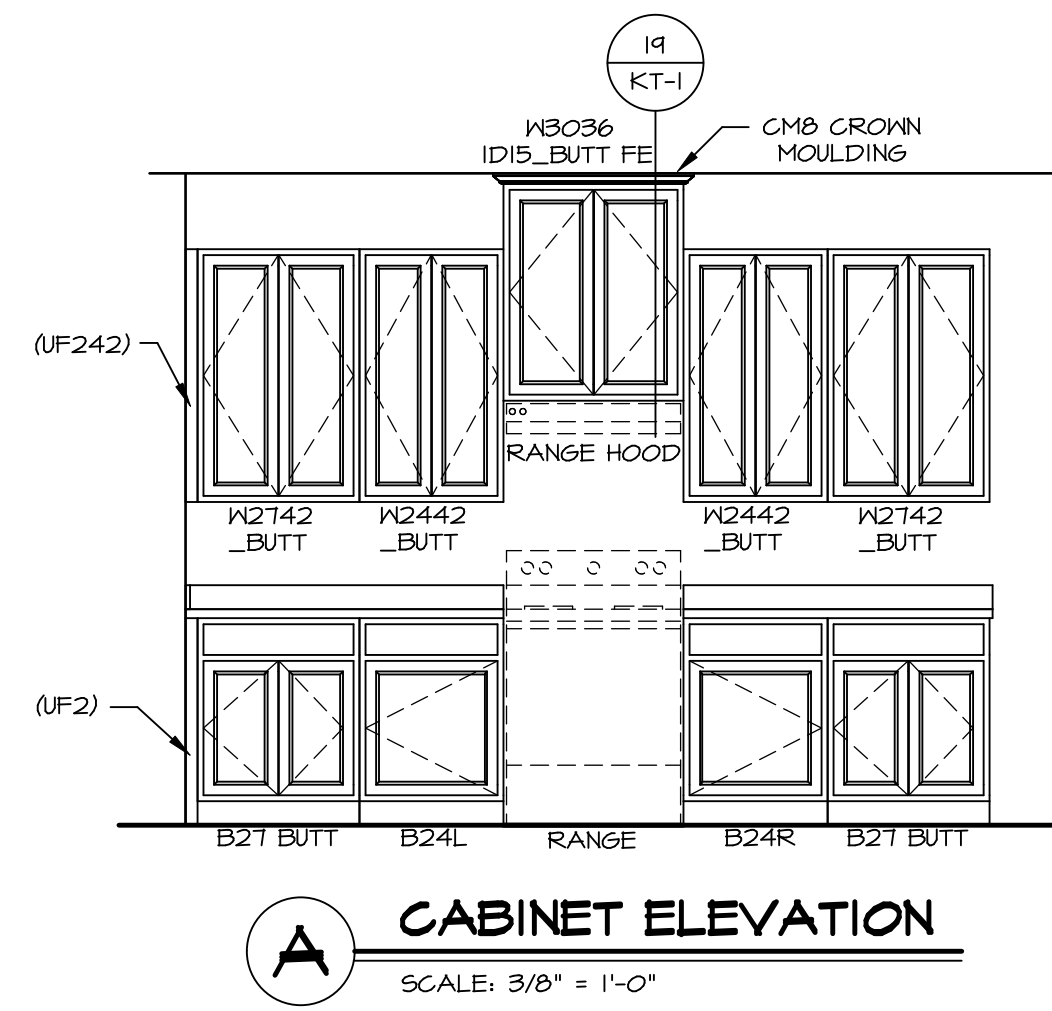 19
KT-1
W3036
1D15_BUTT FE
CM8 CROWN
MOULDING
(UF242)
RANGE HOOD
W2742
_BUTT
W2442
_BUTT
W2442
_BUTT
W2742
_BUTT
(UF2)
B27 BUTT
B24L
RANGE
B24R
B27 BUTT
A
CABINET ELEVATION
SCALE: 3/8" = 1'-0"